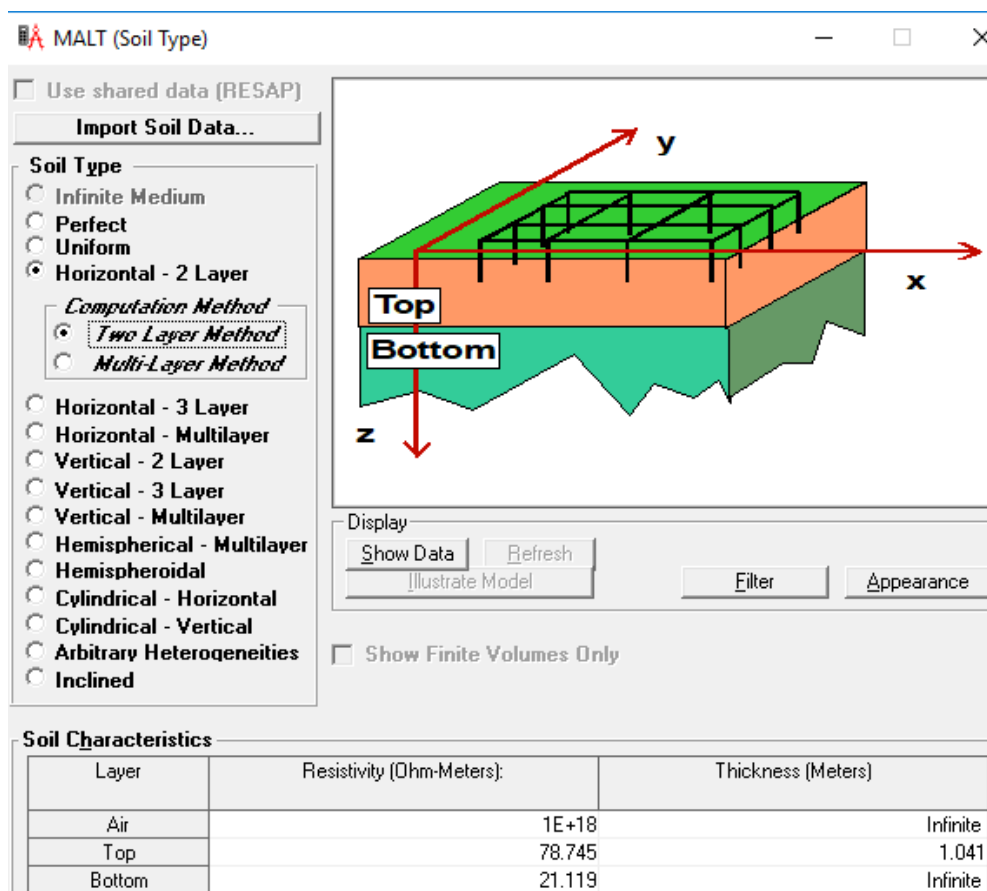 MALT (Soil Type)
Use shared data (RESAP)
Import Soil Data...
Soil Type
Infinite Medium
Perfect
Uniform
Horizontal - 2 Layer
Computation Method
Two Layer Method
Multi-Layer Method
Horizontal - 3 Layer
Horizontal - Multilayer
Vertical - 2 Layer
Vertical - 3 Layer
Vertical - Multilayer
Hemispherical - Multilayer
Hemispheroidal
Cylindrical - Horizontal
Cylindrical - Vertical
Arbitrary Heterogeneities
Inclined
y
x
Top
Bottom
z
Display
Show Data Refresh
Illustrate Model Filter Appearance
Show Finite Volumes Only
Soil Characteristics
Layer Resistivity (Ohm-Meters): Thickness (Meters)
Air 1E+18 Infinite
Top 78.745 1.041
Bottom 21.119 Infinite